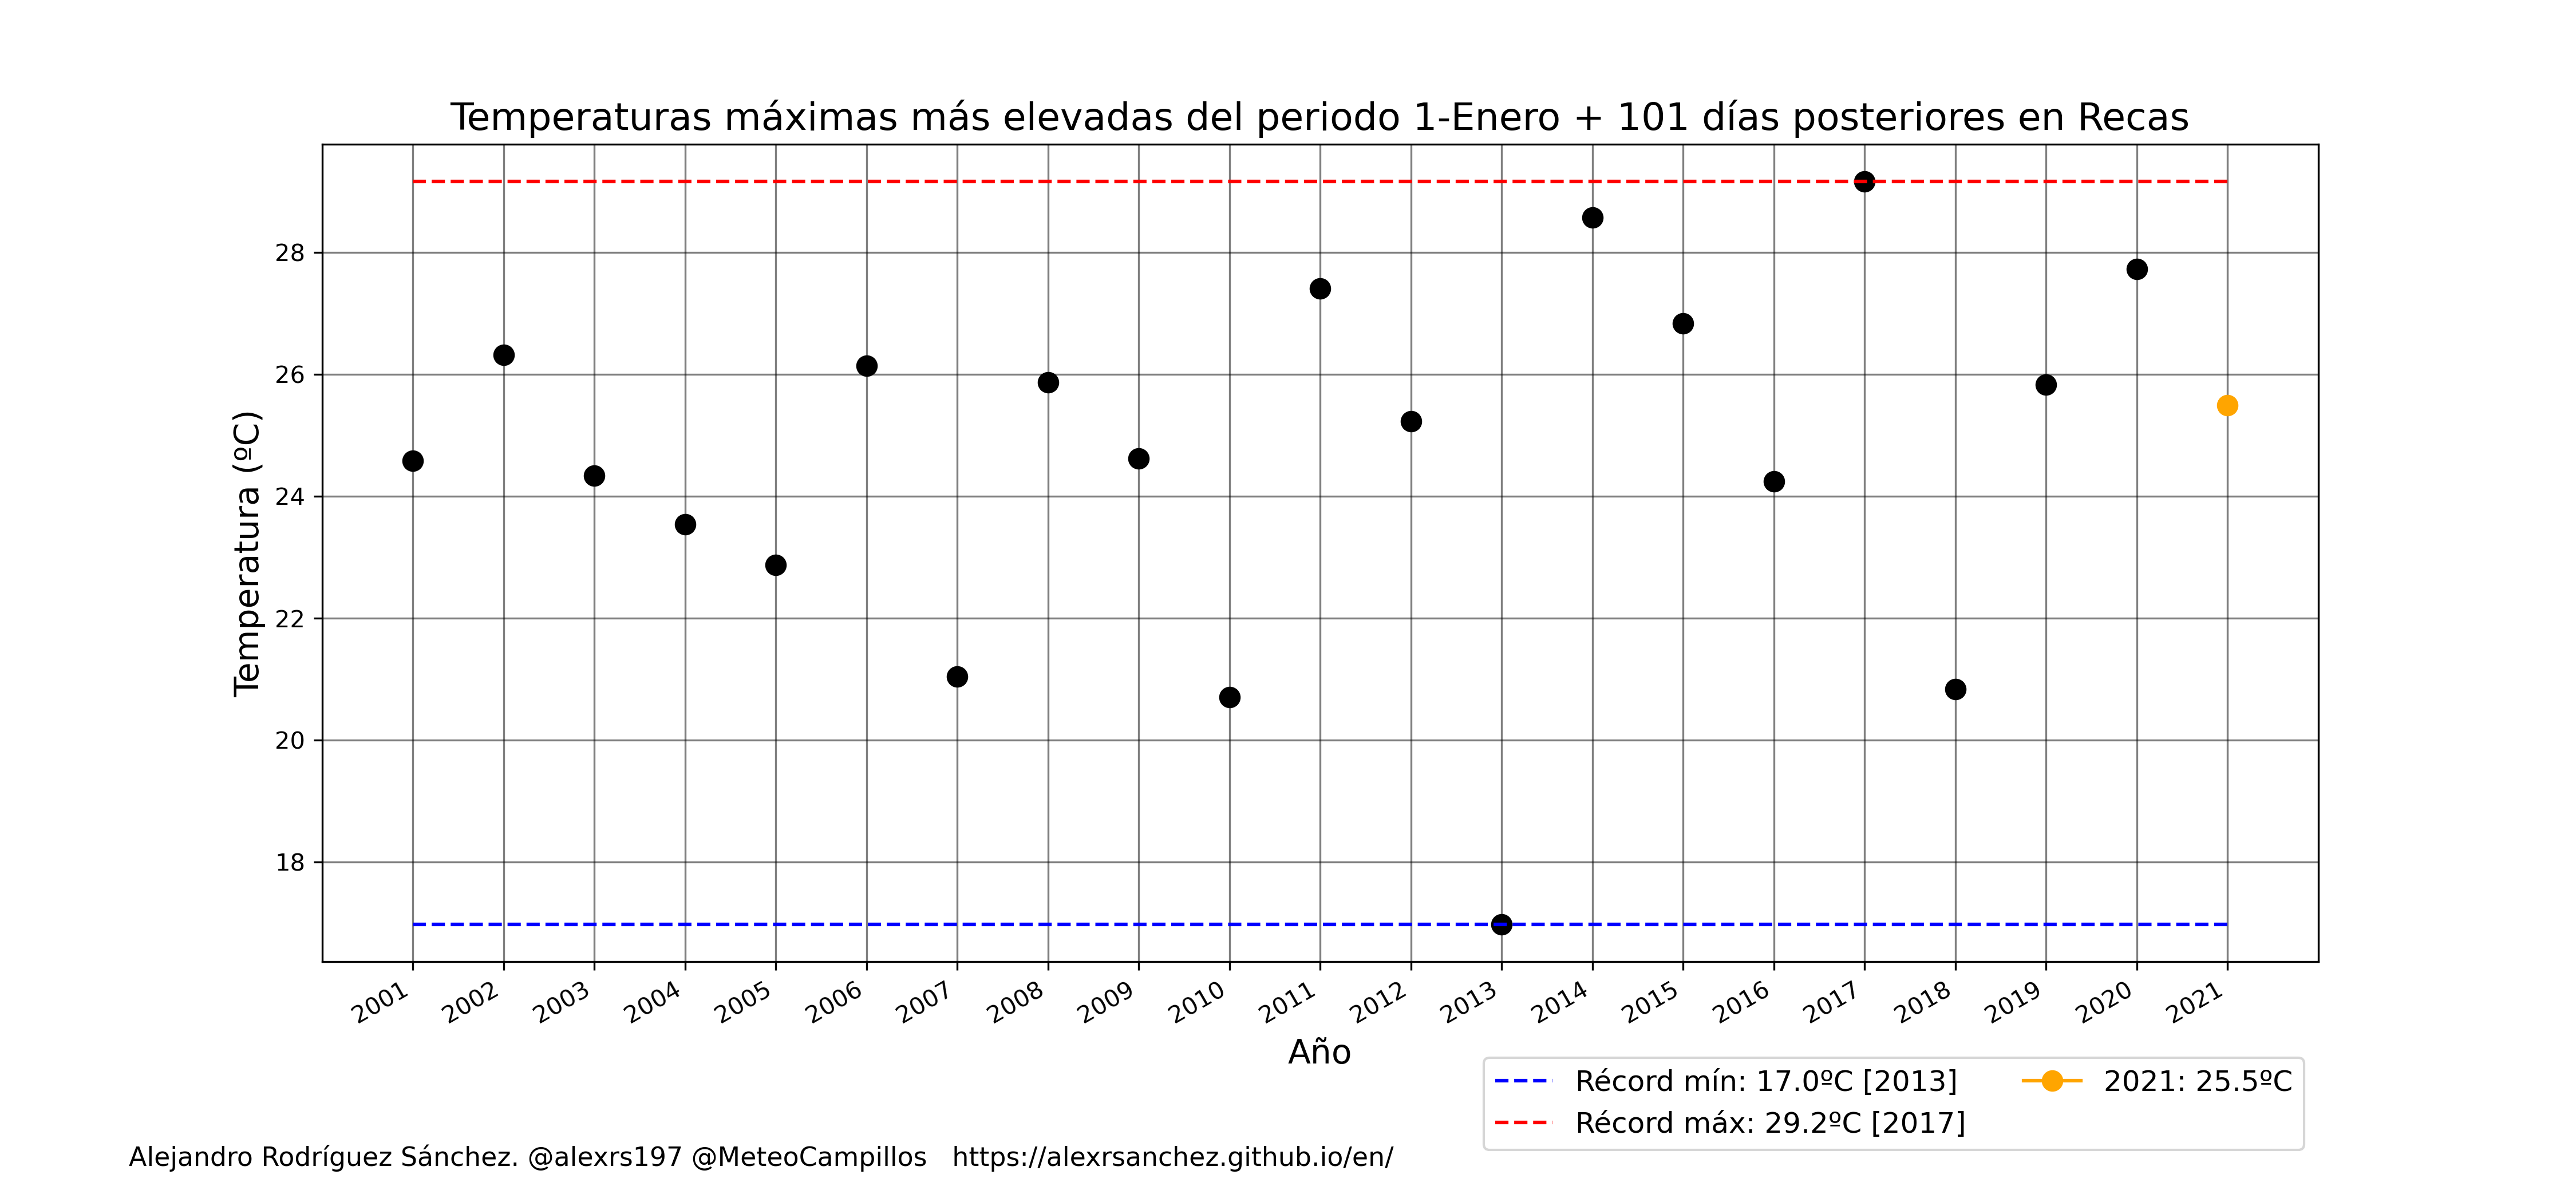 Temperaturas máximas más elevadas del periodo 1-Enero + 101 días posteriores en Recas
Temperatura (ºC)
28
26
24
22
20
18
2001 2002 2003 2004 2005 2006 2007 2008 2009 2010 2011 2012 2013 2014 2015 2016 2017 2018 2019 2020 2021
Año
Récord mín: 17.0ºC [2013]
Récord máx: 29.2ºC [2017]
2021: 25.5ºC
Alejandro Rodríguez Sánchez. @alexrs197 @MeteoCampillos https://alexrsanchez.github.io/en/